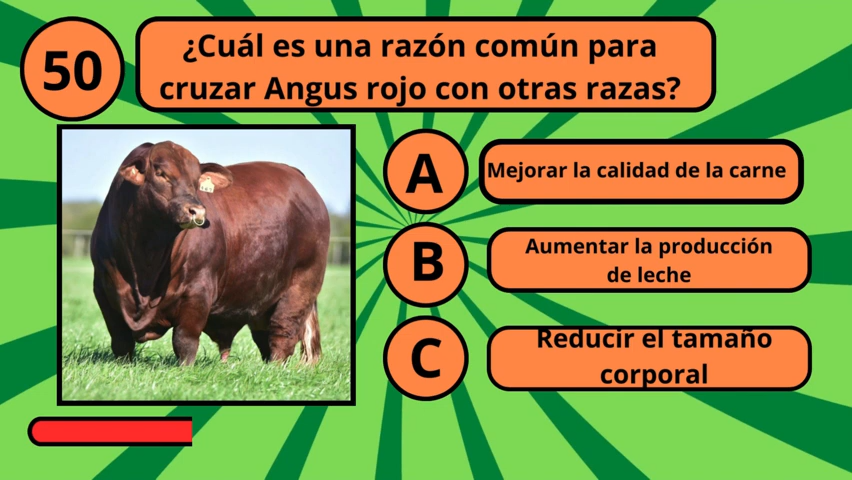 50
¿Cuál es una razón común para
cruzar Angus rojo con otras razas?
A
Mejorar la calidad de la carne
B
Aumentar la producción
de leche
C
Reducir el tamaño
corporal